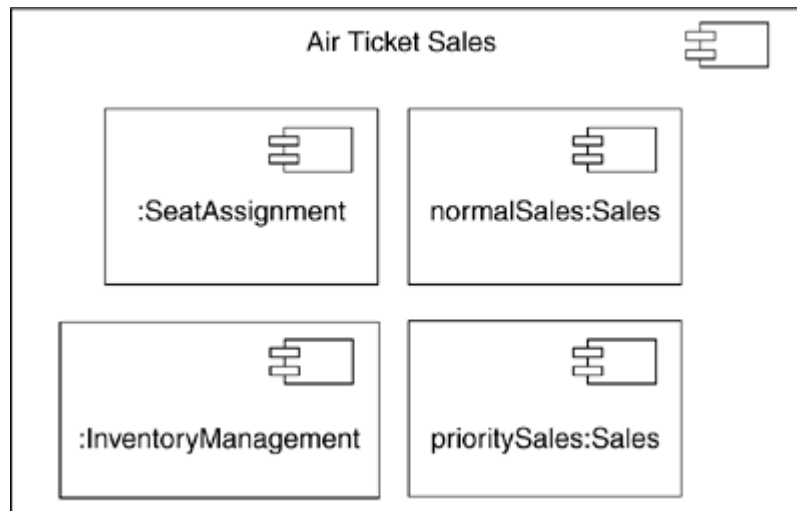 Air Ticket Sales
:SeatAssignment
normalSales:Sales
:InventoryManagement
prioritySales:Sales